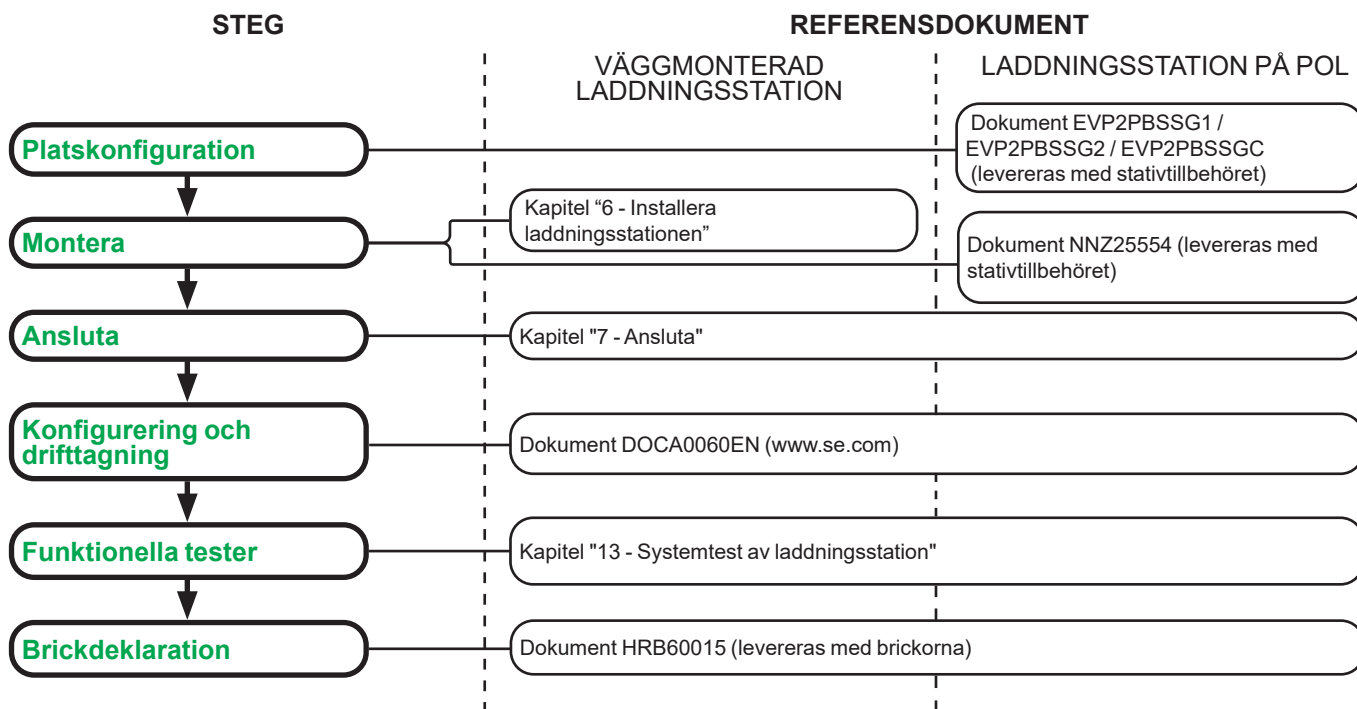 STEG
REFERENSDOKUMENT
VÄGGMONTERAD
LADDNINGSSTATION
LADDNINGSSTATION PÅ POL
Platskonfiguration
Dokument EVP2PBSSG1 /
EVP2PBSSG2 / EVP2PBSSGC
(levereras med stativtillbehöret)
Montera
Kapitel “6 - Installera
laddningsstationen”
Dokument NNZ25554 (levereras med
stativtillbehöret)
Ansluta
Kapitel "7 - Ansluta"
Konfigurering och
drifttagning
Dokument DOCA0060EN (www.se.com)
Funktionella tester
Kapitel "13 - Systemtest av laddningsstation"
Brickdeklaration
Dokument HRB60015 (levereras med brickorna)